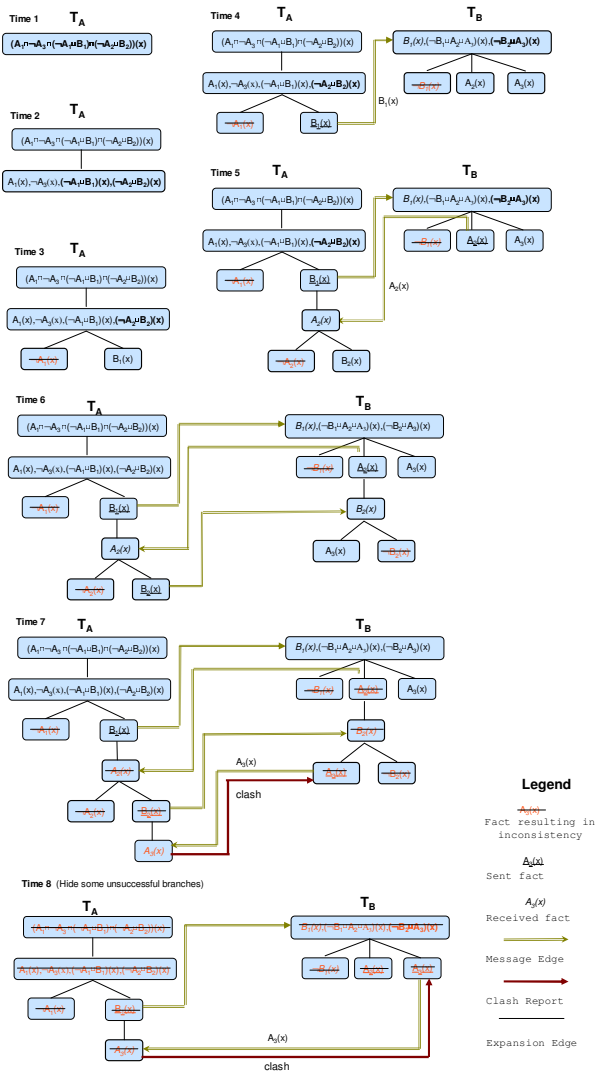 Time 1
T_A
(A₁⊓¬A₃⊓(¬A₁⊔B₁)⊓(¬A₂⊔B₂))(x)
Time 2
T_A
(A₁⊓¬A₃⊓(¬A₁⊔B₁)⊓(¬A₂⊔B₂))(x)
A₁(x),¬A₃(x),(¬A₁⊔B₁)(x),(¬A₂⊔B₂)(x)
Time 3
T_A
(A₁⊓¬A₃⊓(¬A₁⊔B₁)⊓(¬A₂⊔B₂))(x)
A₁(x),¬A₃(x),(¬A₁⊔B₁)(x),(¬A₂⊔B₂)(x)
¬A₁(x)
B₁(x)
Time 4
T_A
T_B
(A₁⊓¬A₃⊓(¬A₁⊔B₁)⊓(¬A₂⊔B₂))(x)
B₁(x),(¬B₁⊔A₂⊔A₃)(x),(¬B₂⊔A₃)(x)
A₁(x),¬A₃(x),(¬A₁⊔B₁)(x),(¬A₂⊔B₂)(x)
¬B₁(x)
A₂(x)
A₃(x)
B₁(x)
¬A₁(x)
B₁(x)
Time 5
T_A
T_B
(A₁⊓¬A₃⊓(¬A₁⊔B₁)⊓(¬A₂⊔B₂))(x)
B₁(x),(¬B₁⊔A₂⊔A₃)(x),(¬B₂⊔A₃)(x)
A₁(x),¬A₃(x),(¬A₁⊔B₁)(x),(¬A₂⊔B₂)(x)
¬B₁(x)
A₂(x)
A₃(x)
¬A₁(x)
B₁(x)
A₂(x)
A₂(x)
¬A₂(x)
B₂(x)
Time 6
T_A
T_B
(A₁⊓¬A₃⊓(¬A₁⊔B₁)⊓(¬A₂⊔B₂))(x)
B₁(x),(¬B₁⊔A₂⊔A₃)(x),(¬B₂⊔A₃)(x)
A₁(x),¬A₃(x),(¬A₁⊔B₁)(x),(¬A₂⊔B₂)(x)
¬B₁(x)
A₂(x)
A₃(x)
¬A₁(x)
B₁(x)
B₂(x)
A₂(x)
A₃(x)
¬B₂(x)
¬A₂(x)
B₂(x)
Time 7
T_A
T_B
(A₁⊓¬A₃⊓(¬A₁⊔B₁)⊓(¬A₂⊔B₂))(x)
B₁(x),(¬B₁⊔A₂⊔A₃)(x),(¬B₂⊔A₃)(x)
A₁(x),¬A₃(x),(¬A₁⊔B₁)(x),(¬A₂⊔B₂)(x)
¬B₁(x)
A₂(x)
A₃(x)
¬A₁(x)
B₁(x)
B₂(x)
A₂(x)
A₃(x)
A₃(x)
¬B₂(x)
clash
¬A₂(x)
B₂(x)
A₃(x)
Legend
A₃(x)
Fact resulting in
inconsistency
A₃(x)
Sent fact
A₃(x)
Received fact
Message Edge
Clash Report
Expansion Edge
Time 8 (Hide some unsuccessful branches)
T_A
T_B
(A₁⊓¬A₃⊓(¬A₁⊔B₁)⊓(¬A₂⊔B₂))(x)
B₁(x),(¬B₁⊔A₂⊔A₃)(x),(¬B₂⊔A₃)(x)
A₁(x),¬A₃(x),(¬A₁⊔B₁)(x),(¬A₂⊔B₂)(x)
¬B₁(x)
A₂(x)
A₃(x)
¬A₁(x)
B₁(x)
A₃(x)
A₃(x)
clash